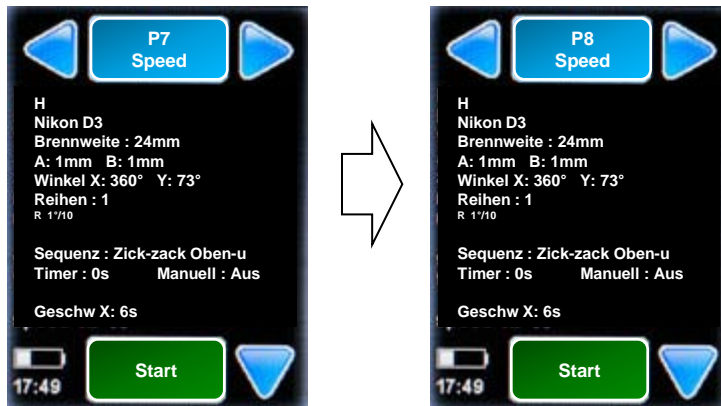 P7
Speed
H
Nikon D3
Brennweite : 24mm
A: 1mm B: 1mm
Winkel X: 360° Y: 73°
Reihen : 1
R 1°/10
Sequenz : Zick-zack Oben-u
Timer : 0s Manuell : Aus
Geschw X: 6s
Start
17:49
P8
Speed
H
Nikon D3
Brennweite : 24mm
A: 1mm B: 1mm
Winkel X: 360° Y: 73°
Reihen : 1
R 1°/10
Sequenz : Zick-zack Oben-u
Timer : 0s Manuell : Aus
Geschw X: 6s
Start
17:49